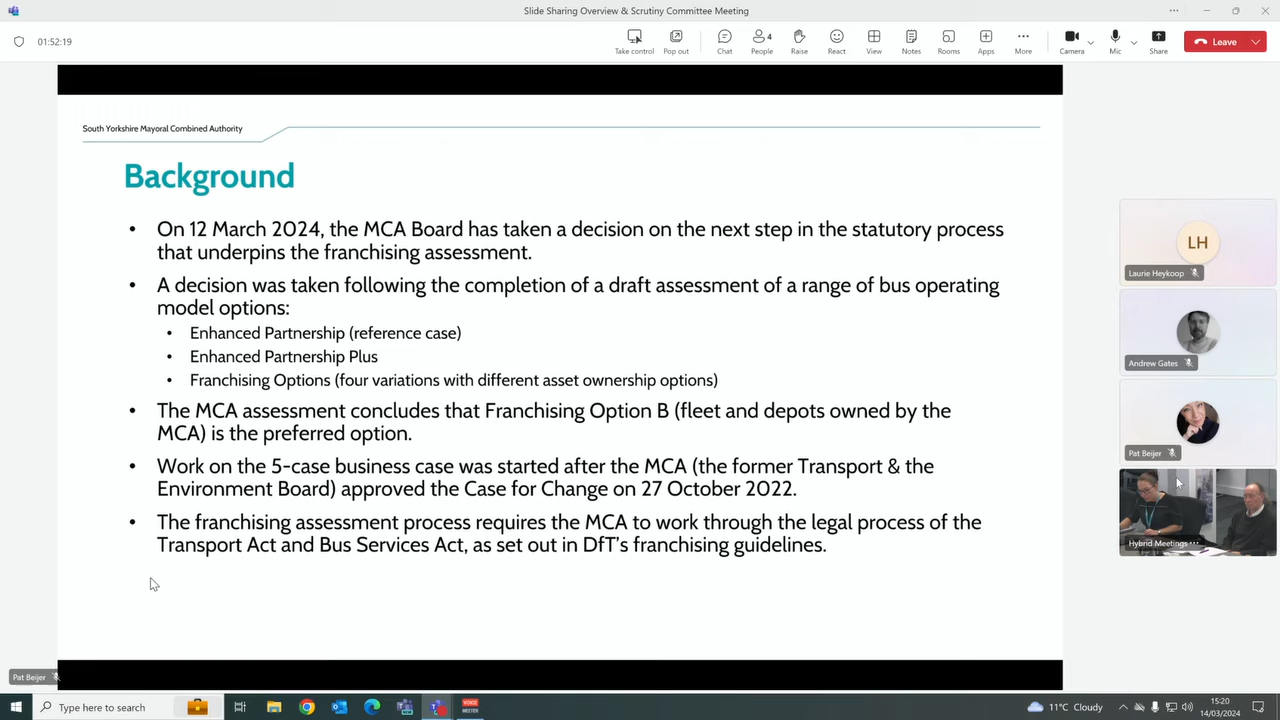 Slide Sharing Overview & Scrutiny Committee Meeting
01:52:19
Take control
Pop out
Chat
4
People
Raise
React
View
Notes
Rooms
Apps
More
Camera
Mic
Share
Leave
South Yorkshire Mayoral Combined Authority
Background
• On 12 March 2024, the MCA Board has taken a decision on the next step in the statutory process
that underpins the franchising assessment.
• A decision was taken following the completion of a draft assessment of a range of bus operating
model options:
• Enhanced Partnership (reference case)
• Enhanced Partnership Plus
• Franchising Options (four variations with different asset ownership options)
• The MCA assessment concludes that Franchising Option B (fleet and depots owned by the
MCA) is the preferred option.
• Work on the 5-case business case was started after the MCA (the former Transport & the
Environment Board) approved the Case for Change on 27 October 2022.
• The franchising assessment process requires the MCA to work through the legal process of the
Transport Act and Bus Services Act, as set out in DfT's franchising guidelines.
LH
Laurie Heykoop
Andrew Gates
Pat Beijer
Hybrid Meetings
Pat Beijer
Type here to search
11°C Cloudy
15:20
14/03/2024